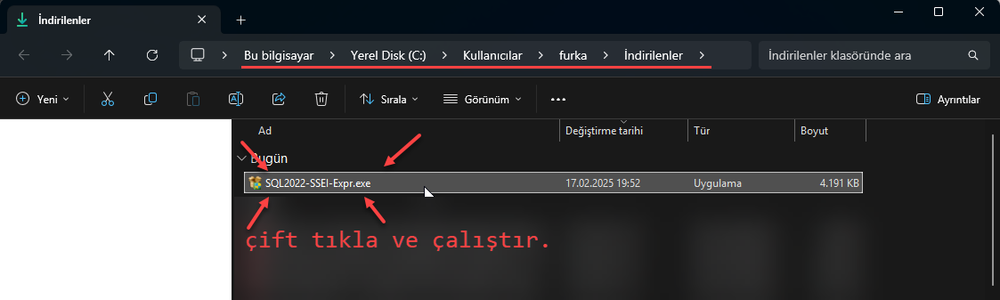 İndirilenler
Bu bilgisayar > Yerel Disk (C:) > Kullanıcılar > furka > İndirilenler >
İndirilenler klasöründe ara
Yeni
Sırala
Görünüm
Ayrıntılar
Ad
Değiştirme tarihi
Tür
Boyut
Bugün
SQL2022-SSEI-Expr.exe
17.02.2025 19:52
Uygulama
4.191 KB
çift tıkla ve çalıştır.